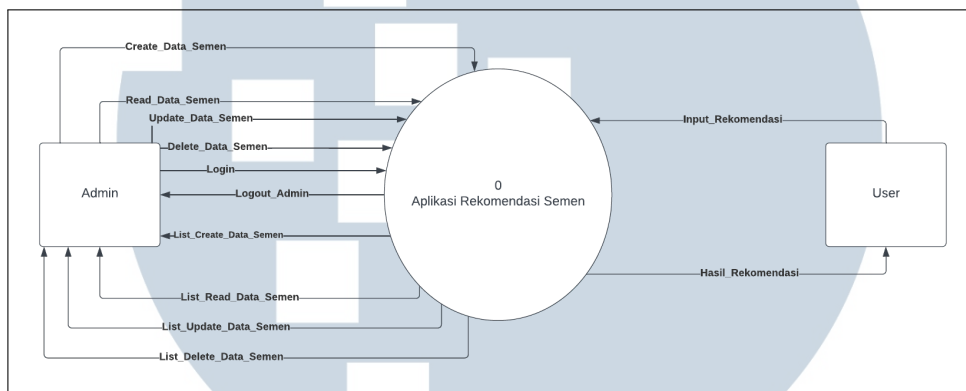 Create_Data_Semen
Read_Data_Semen
Update_Data_Semen
Input_Rekomendasi
Delete_Data_Semen
Login
0
Admin
Logout_Admin
Aplikasi Rekomendasi Semen
User
List_Create_Data_Semen
Hasil_Rekomendasi
List_Read_Data_Semen
List_Update_Data_Semen
List_Delete_Data_Semen